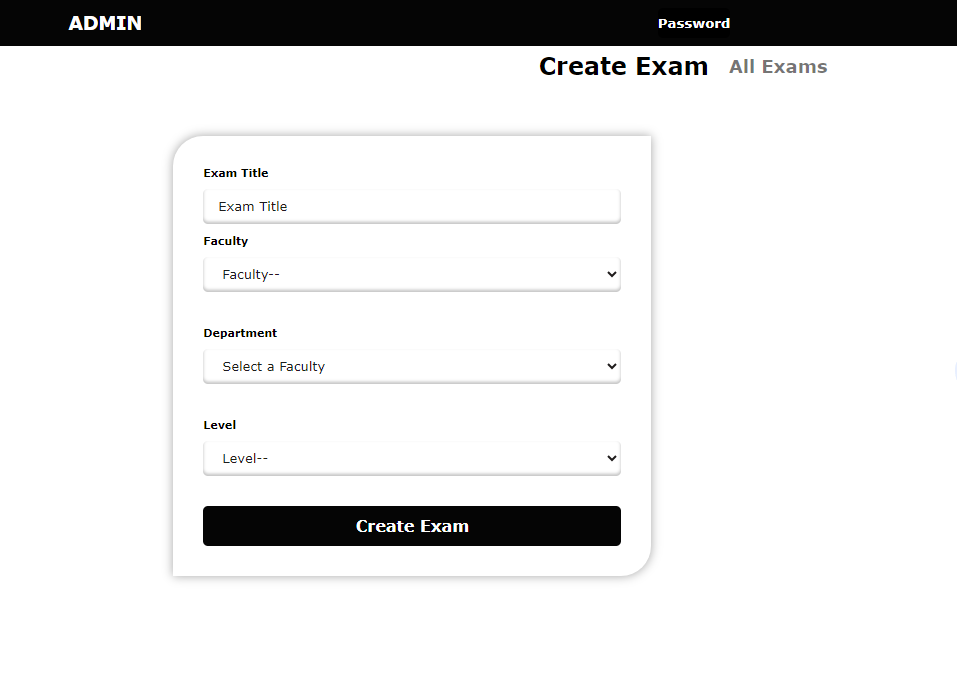 ADMIN Password
Create Exam All Exams
Exam Title
Exam Title
Faculty
Faculty--
Department
Select a Faculty
Level
Level--
Create Exam